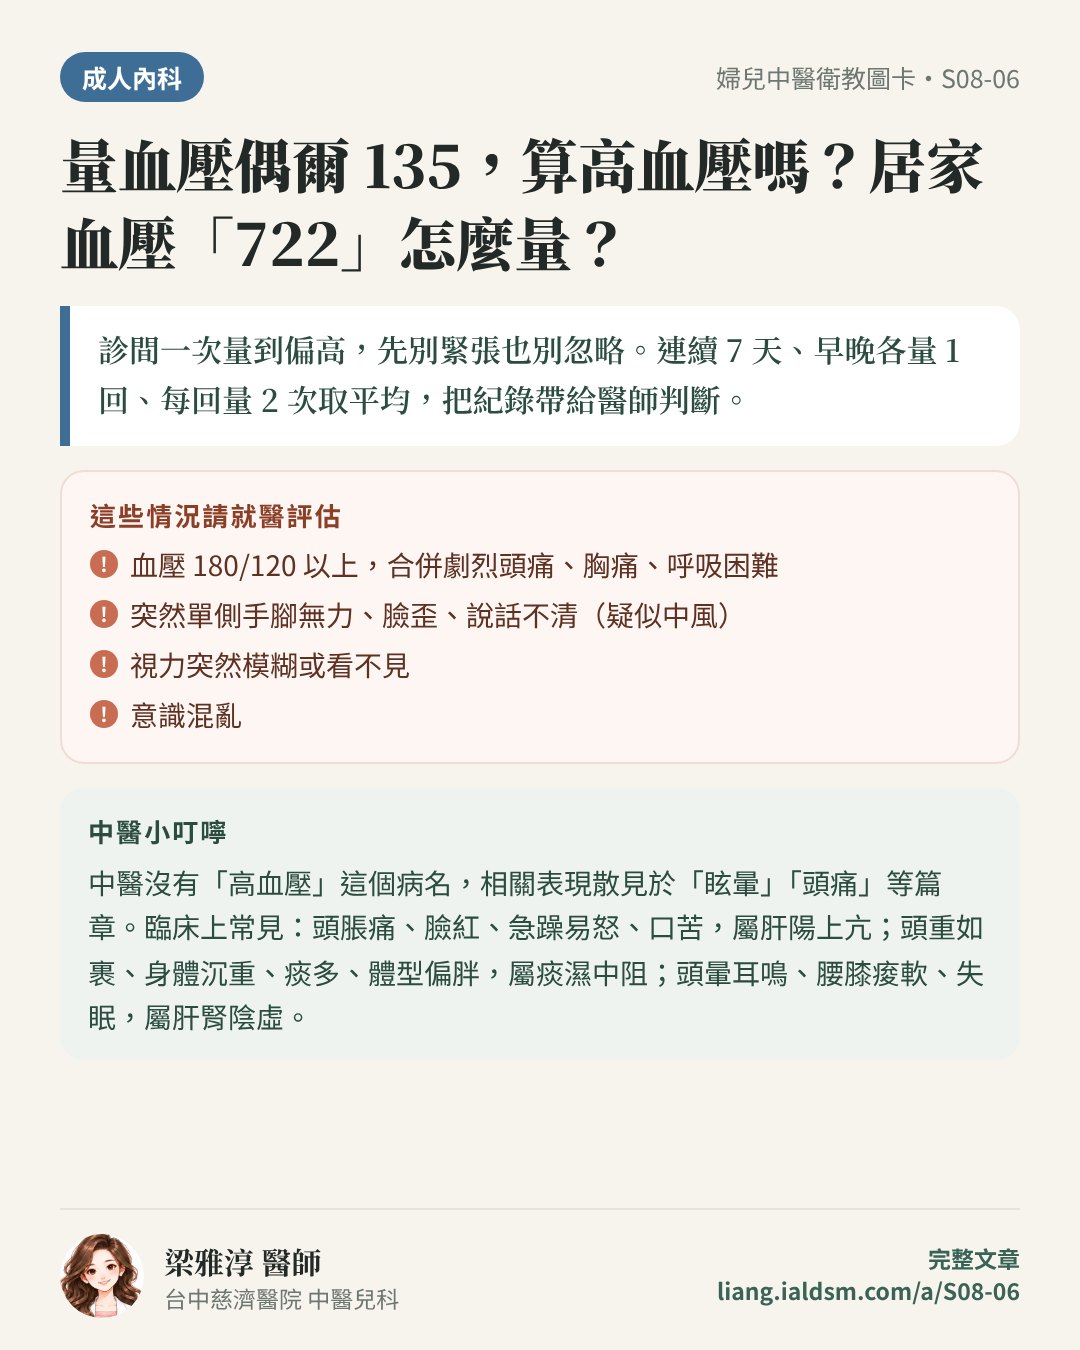 成人內科
婦兒中醫衛教圖卡・S08-06
量血壓偶爾 135，算高血壓嗎？居家
血壓「722」怎麼量？
診間一次量到偏高，先別緊張也別忽略。連續 7 天、早晚各量 1
回、每回量 2 次取平均，把紀錄帶給醫師判斷。
這些情況請就醫評估
! 血壓 180/120 以上，合併劇烈頭痛、胸痛、呼吸困難
! 突然單側手腳無力、臉歪、說話不清（疑似中風）
! 視力突然模糊或看不見
! 意識混亂
中醫小叮嚀
中醫沒有「高血壓」這個病名，相關表現散見於「眩暈」「頭痛」等篇
章。臨床上常見：頭脹痛、臉紅、急躁易怒、口苦，屬肝陽上亢；頭重如
裹、身體沉重、痰多、體型偏胖，屬痰濕中阻；頭暈耳鳴、腰膝痠軟、失
眠，屬肝腎陰虛。
梁雅淳 醫師
台中慈濟醫院 中醫兒科
完整文章
liang.ialdsm.com/a/S08-06